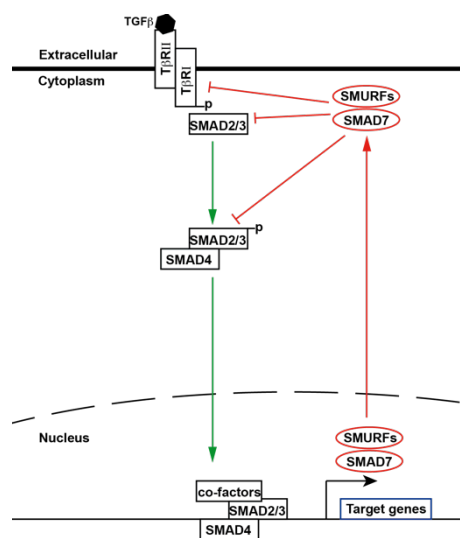 TGFβ
TβRII
TβRI
Extracellular
Cytoplasm
p
SMURFs
SMAD7
SMAD2/3
p
SMAD2/3
SMAD4
Nucleus
SMURFs
SMAD7
co-factors
SMAD2/3
Target genes
SMAD4